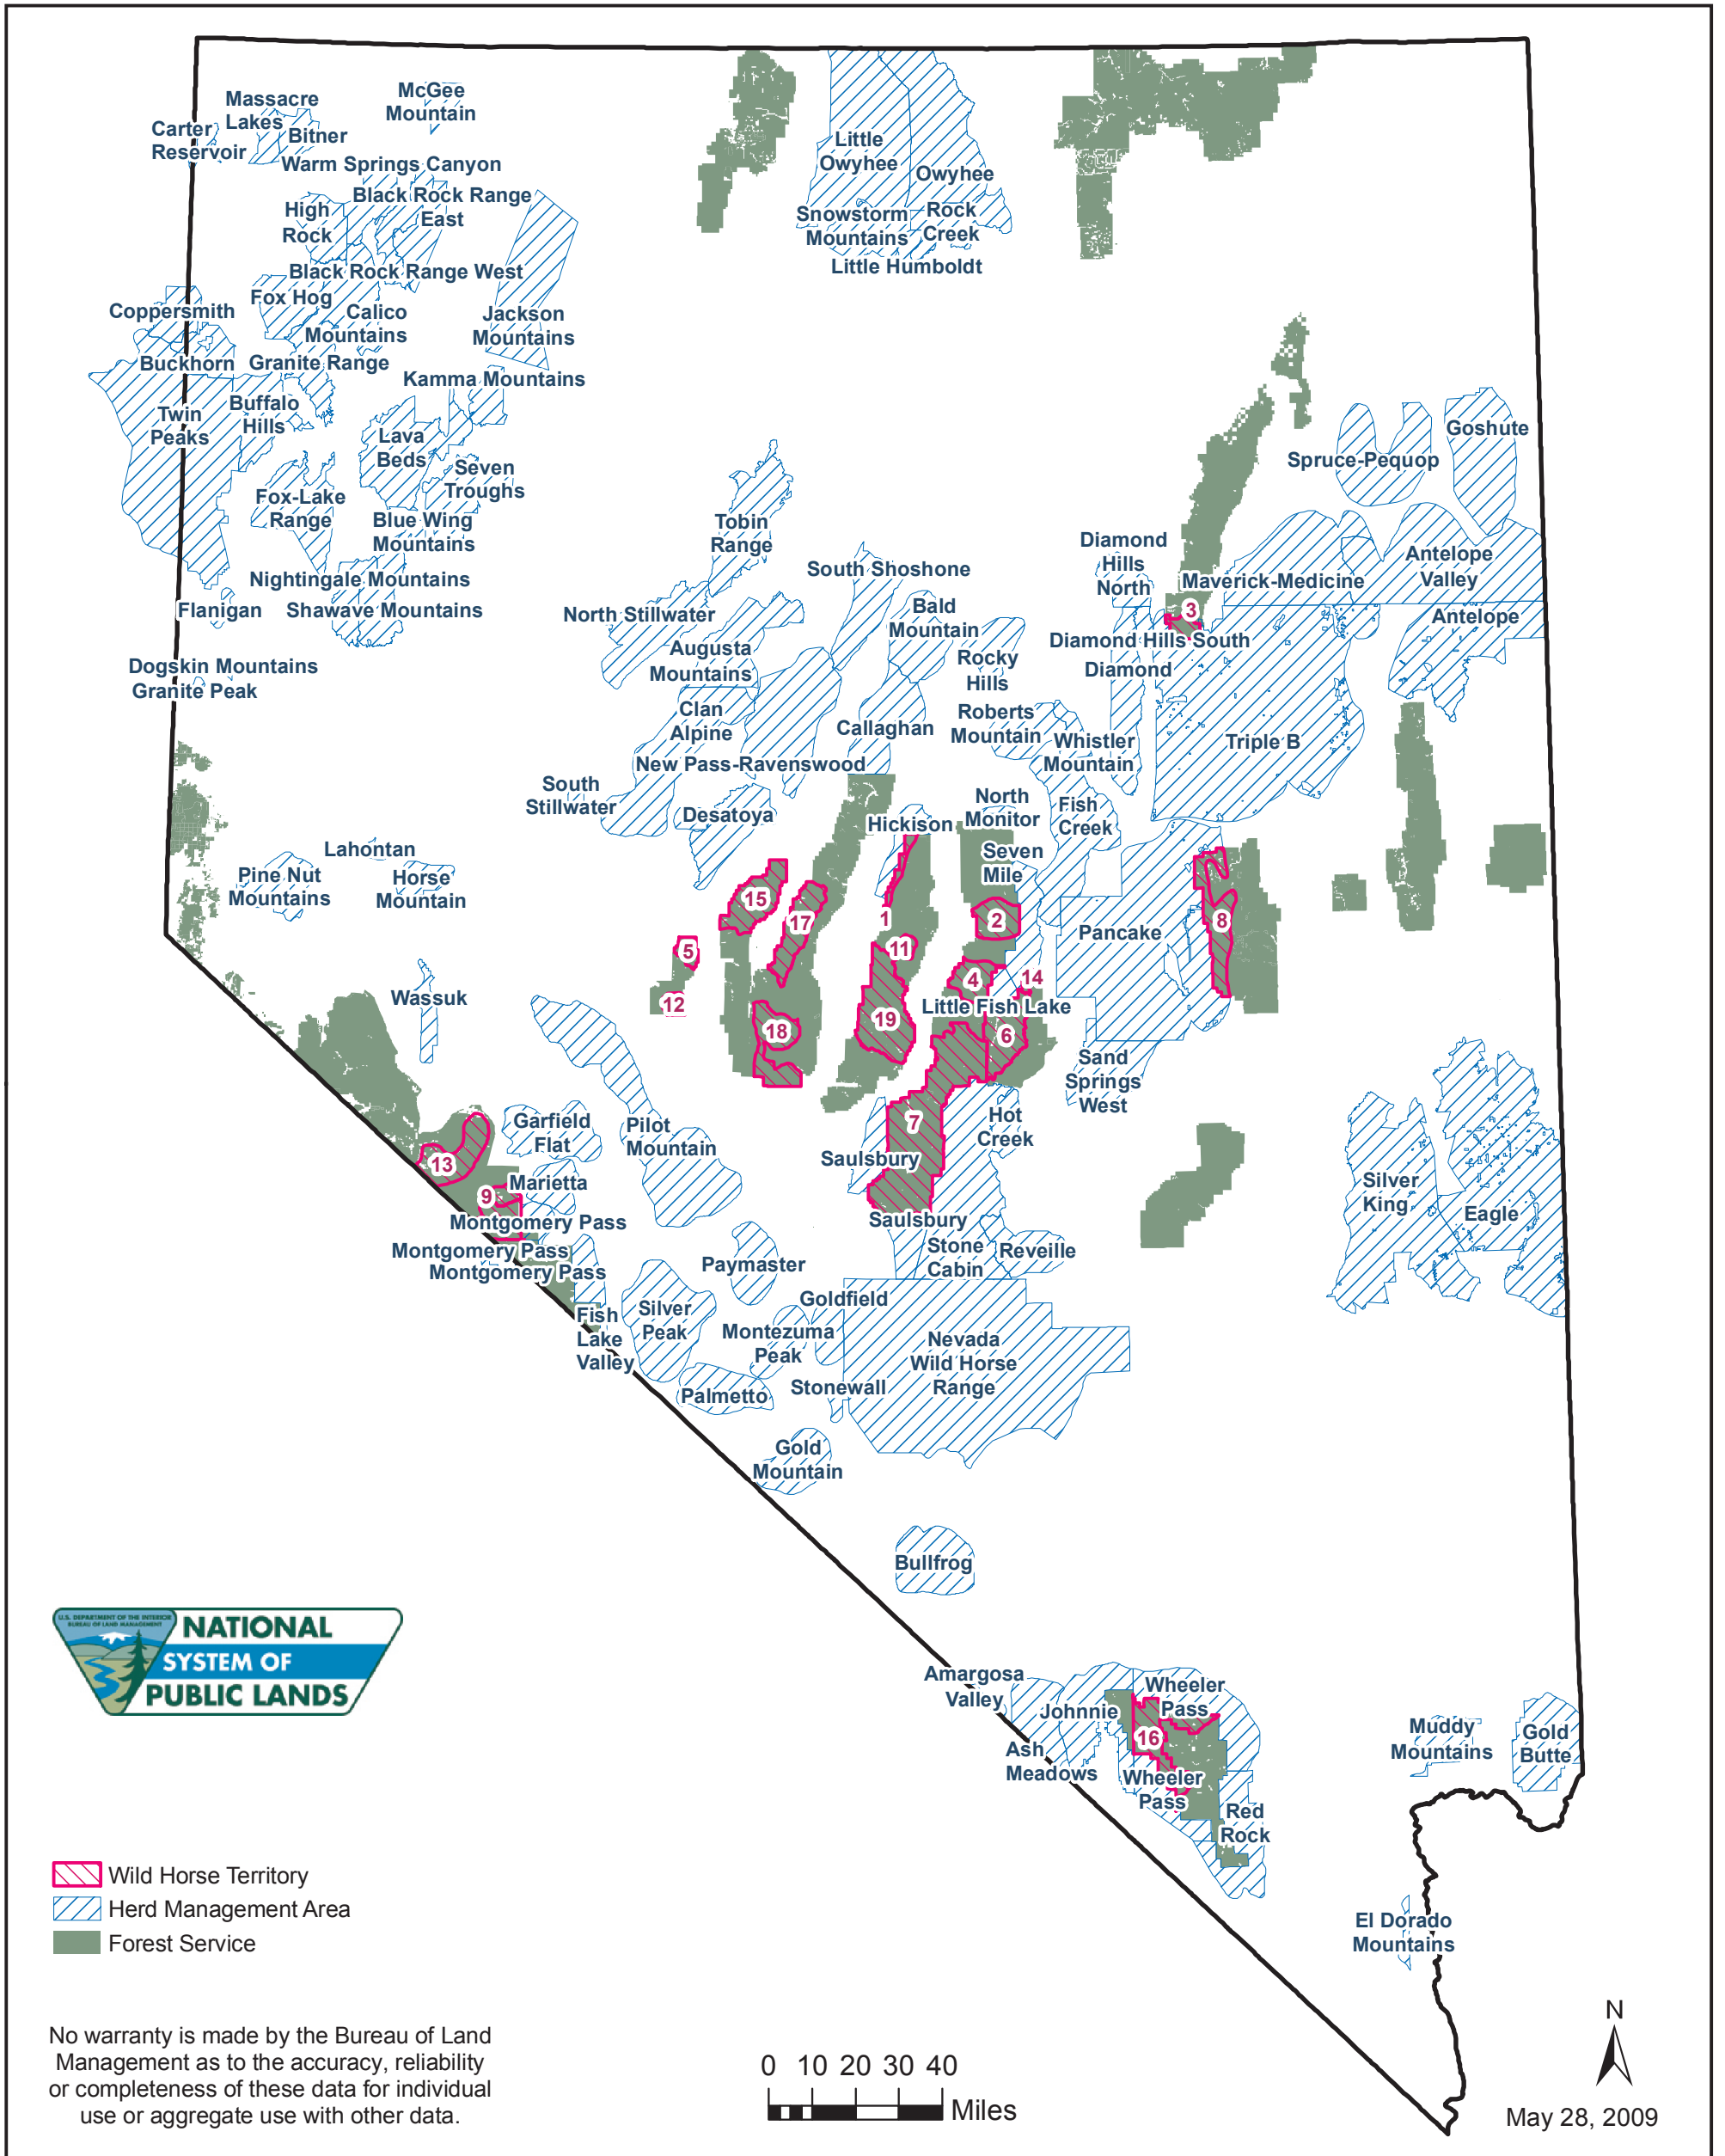 McGee
Mountain
Massacre
Lakes
Bitner
Carter
Reservoir
Warm Springs Canyon
Black Rock Range
East
High
Rock
Black Rock Range West
Fox Hog
Calico
Mountains
Coppersmith
Jackson
Mountains
Buckhorn
Granite Range
Kamma Mountains
Twin
Peaks
Buffalo
Hills
Lava
Beds
Seven
Troughs
Fox-Lake
Range
Blue Wing
Mountains
Nightingale Mountains
Flanigan
Shawave Mountains
Dogskin Mountains
Granite Peak
Little
Owyhee
Owyhee
Snowstorm
Mountains
Rock
Creek
Little Humboldt
Goshute
Spruce-Pequop
Tobin
Range
Diamond
Hills
North
Antelope
Valley
South Shoshone
Maverick-Medicine
North Stillwater
Bald
Mountain
3
Antelope
Augusta
Mountains
Rocky
Hills
Diamond Hills South
Diamond
Clan
Alpine
Callaghan
Roberts
Mountain
Whistler
Mountain
Triple B
New Pass-Ravenswood
South
Stillwater
Desatoya
Hickison
North
Monitor
Fish
Creek
Lahontan
Pine Nut
Mountains
Horse
Mountain
Seven
Mile
15
17
1
2
Pancake
8
5
11
12
4
14
Wassuk
Little Fish Lake
18
19
6
Sand
Springs
West
Garfield
Flat
Pilot
Mountain
7
Hot
Creek
13
Saulsbury
9
Marietta
Silver
King
Eagle
Montgomery Pass
Saulsbury
Montgomery Pass
Montgomery Pass
Stone
Cabin
Reveille
Paymaster
Goldfield
Fish
Lake
Valley
Silver
Peak
Montezuma
Peak
Nevada
Wild Horse
Range
Palmetto
Stonewall
Gold
Mountain
Bullfrog
U.S. DEPARTMENT OF THE INTERIOR
BUREAU OF LAND MANAGEMENT
NATIONAL
SYSTEM OF
PUBLIC LANDS
Amargosa
Valley
Johnnie
Wheeler
Pass
16
Ash
Meadows
Wheeler
Pass
Muddy
Mountains
Gold
Butte
Red
Rock
Wild Horse Territory
Herd Management Area
Forest Service
El Dorado
Mountains
No warranty is made by the Bureau of Land
Management as to the accuracy, reliability
or completeness of these data for individual
use or aggregate use with other data.
0 10 20 30 40
Miles
N
May 28, 2009